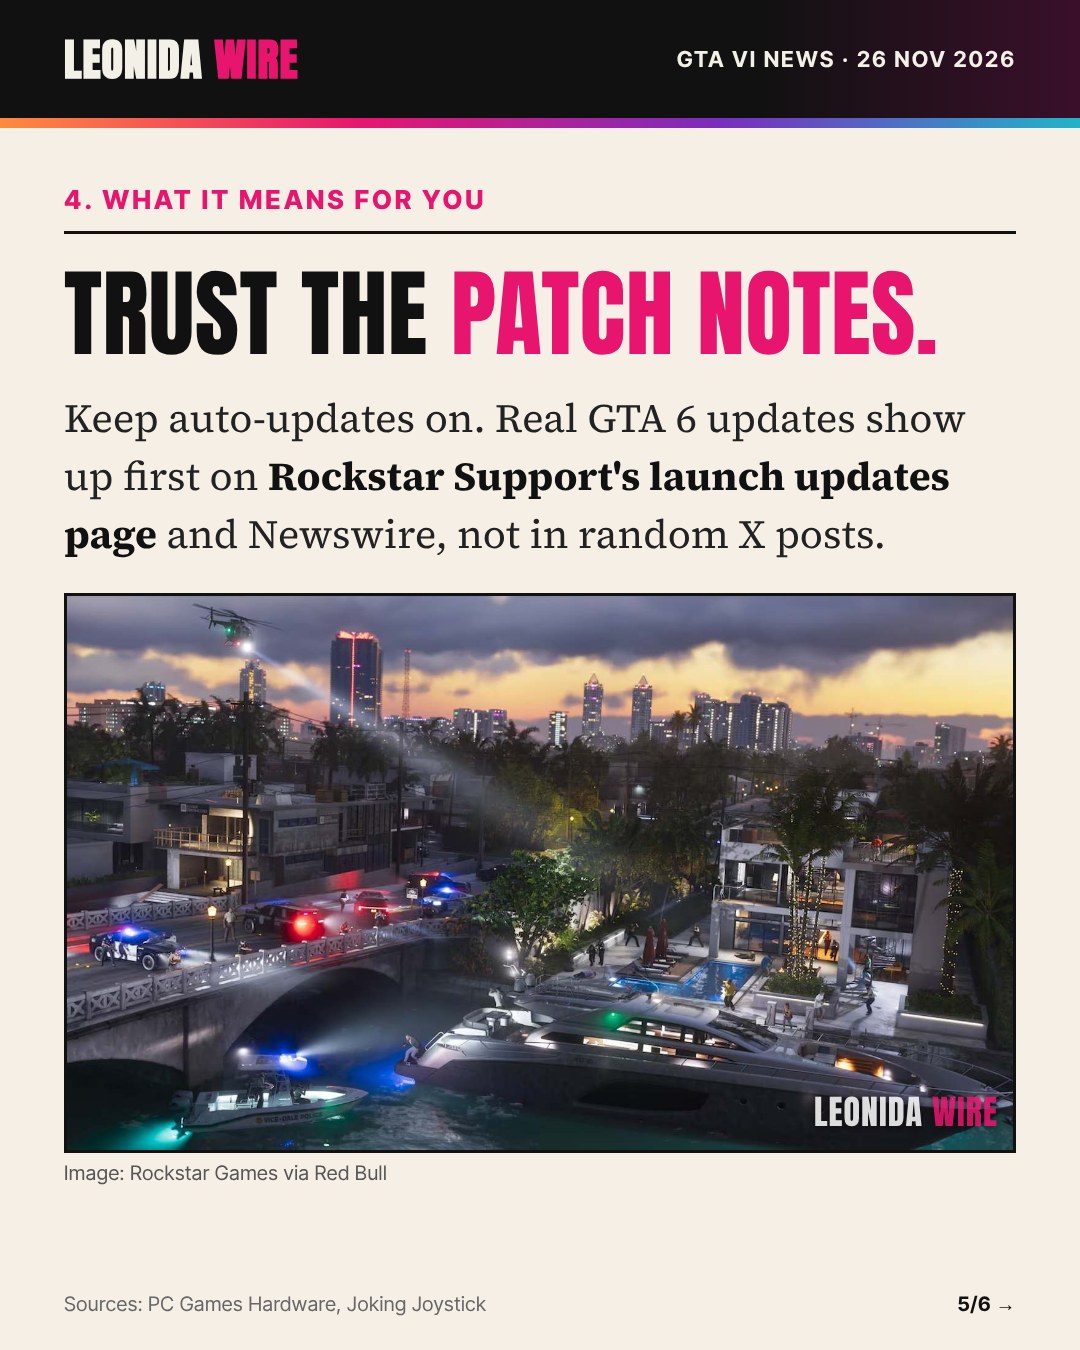 LEONIDA WIRE
GTA VI NEWS · 26 NOV 2026
4. WHAT IT MEANS FOR YOU
TRUST THE PATCH NOTES.
Keep auto-updates on. Real GTA 6 updates show
up first on Rockstar Support's launch updates
page and Newswire, not in random X posts.
LEONIDA WIRE
Image: Rockstar Games via Red Bull
Sources: PC Games Hardware, Joking Joystick
5/6 →